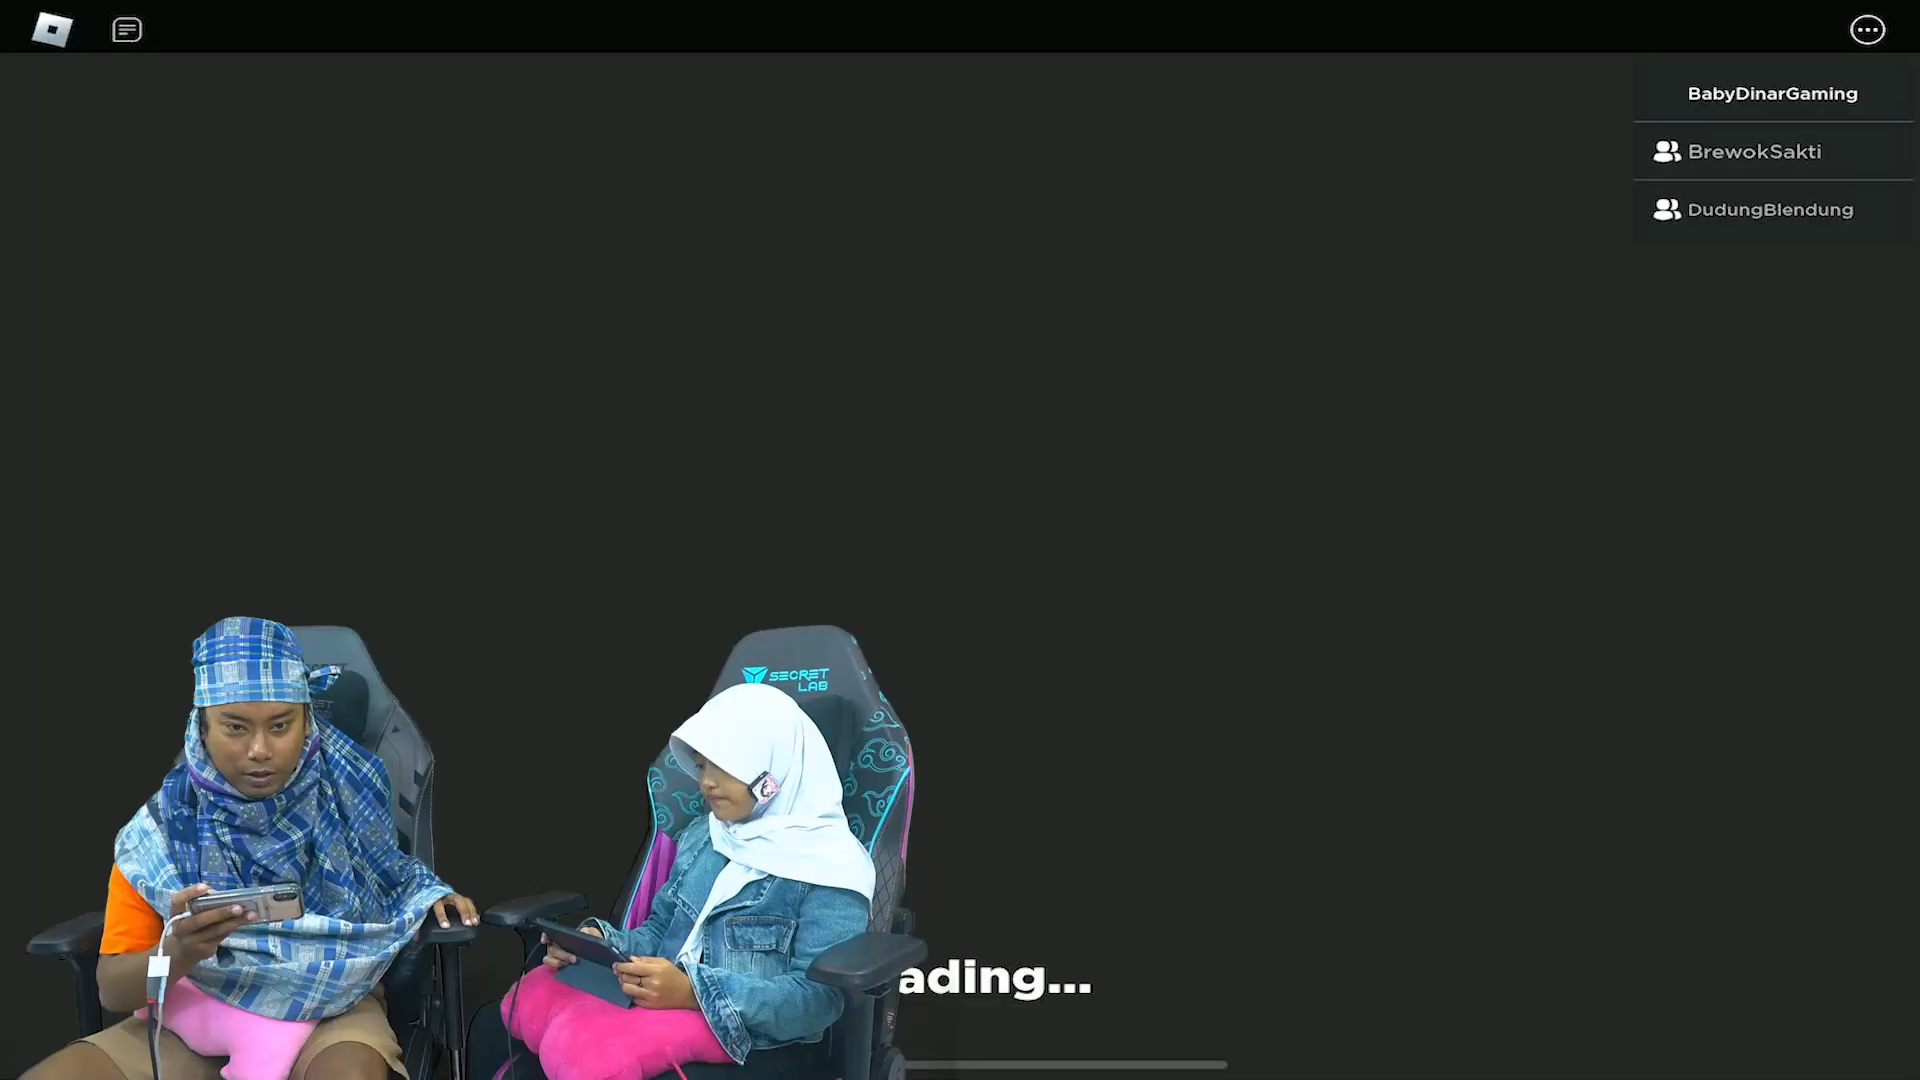 BabyDinarGaming
BrewokSakti
DudungBlendung
SECRET
LAB
ading...